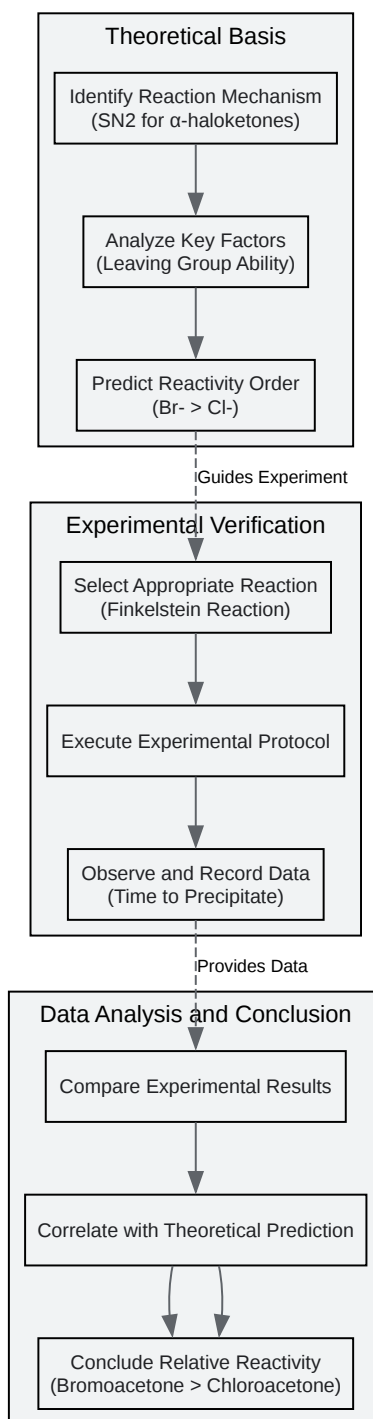 Theoretical Basis
Identify Reaction Mechanism
(SN2 for α-haloketones)
Analyze Key Factors
(Leaving Group Ability)
Predict Reactivity Order
(Br- > Cl-)
Guides Experiment
Experimental Verification
Select Appropriate Reaction
(Finkelstein Reaction)
Execute Experimental Protocol
Observe and Record Data
(Time to Precipitate)
Provides Data
Data Analysis and Conclusion
Compare Experimental Results
Correlate with Theoretical Prediction
Conclude Relative Reactivity
(Bromoacetone > Chloroacetone)